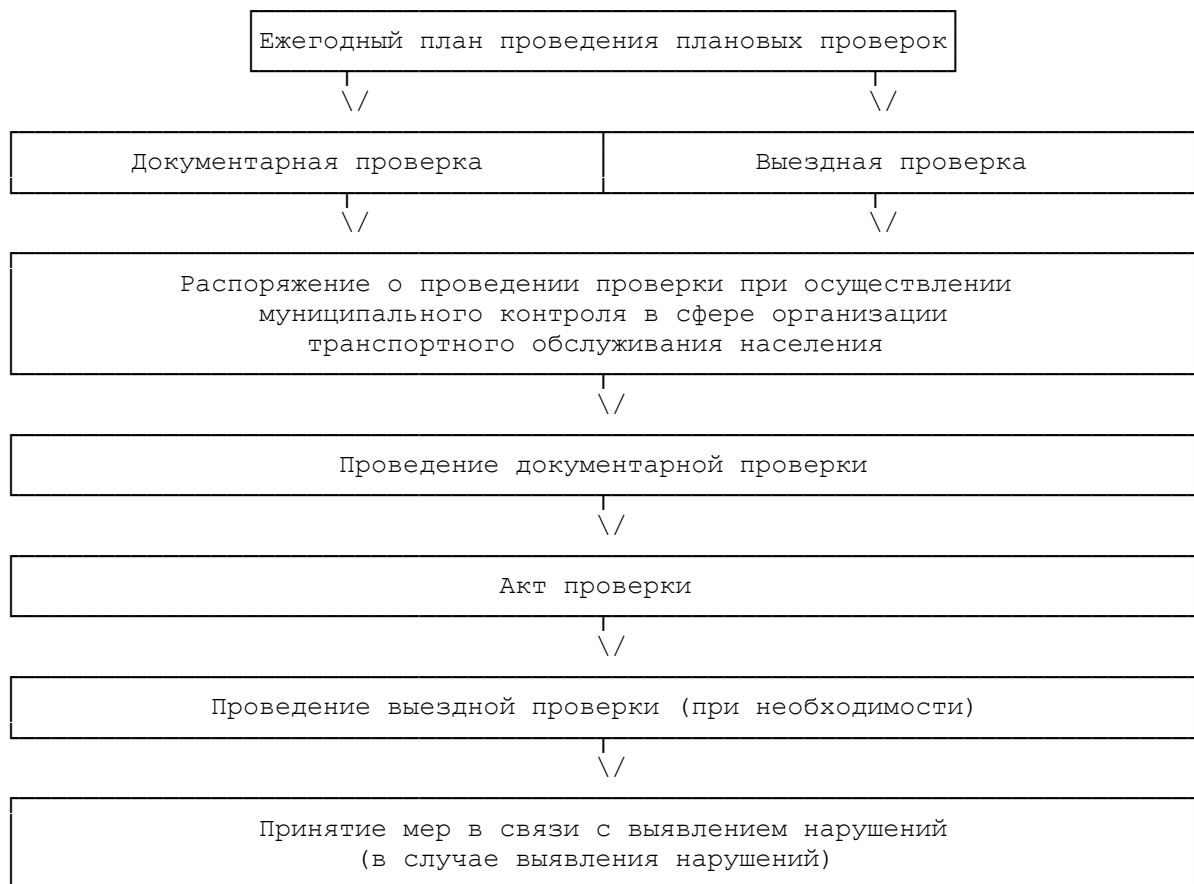 Ежегодный план проведения плановых проверок
\/ \/
Документарная проверка Выездная проверка
\/ \/
Распоряжение о проведении проверки при осуществлении
муниципального контроля в сфере организации
транспортного обслуживания населения
\/
Проведение документарной проверки
\/
Акт проверки
\/
Проведение выездной проверки (при необходимости)
\/
Принятие мер в связи с выявлением нарушений
(в случае выявления нарушений)